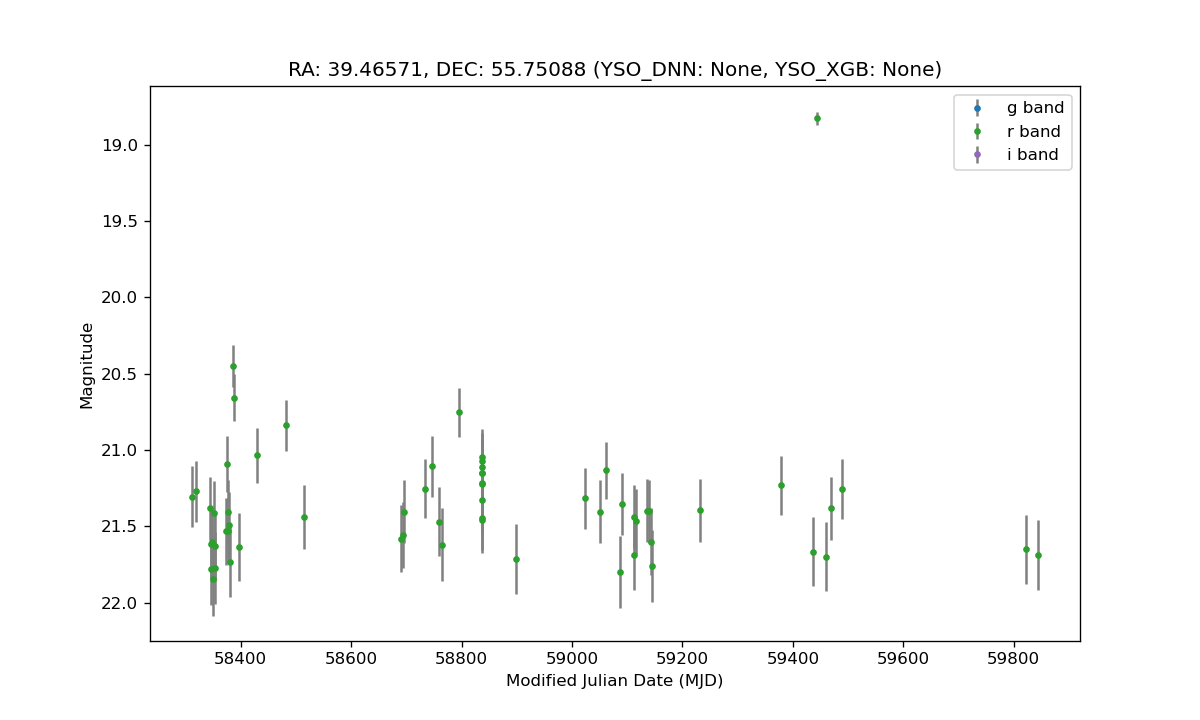 RA: 39.46571, DEC: 55.75088 (YSO_DNN: None, YSO_XGB: None)
g band
r band
i band
19.0
19.5
20.0
20.5
21.0
21.5
22.0
Magnitude
58400
58600
58800
59000
59200
59400
59600
59800
Modified Julian Date (MJD)